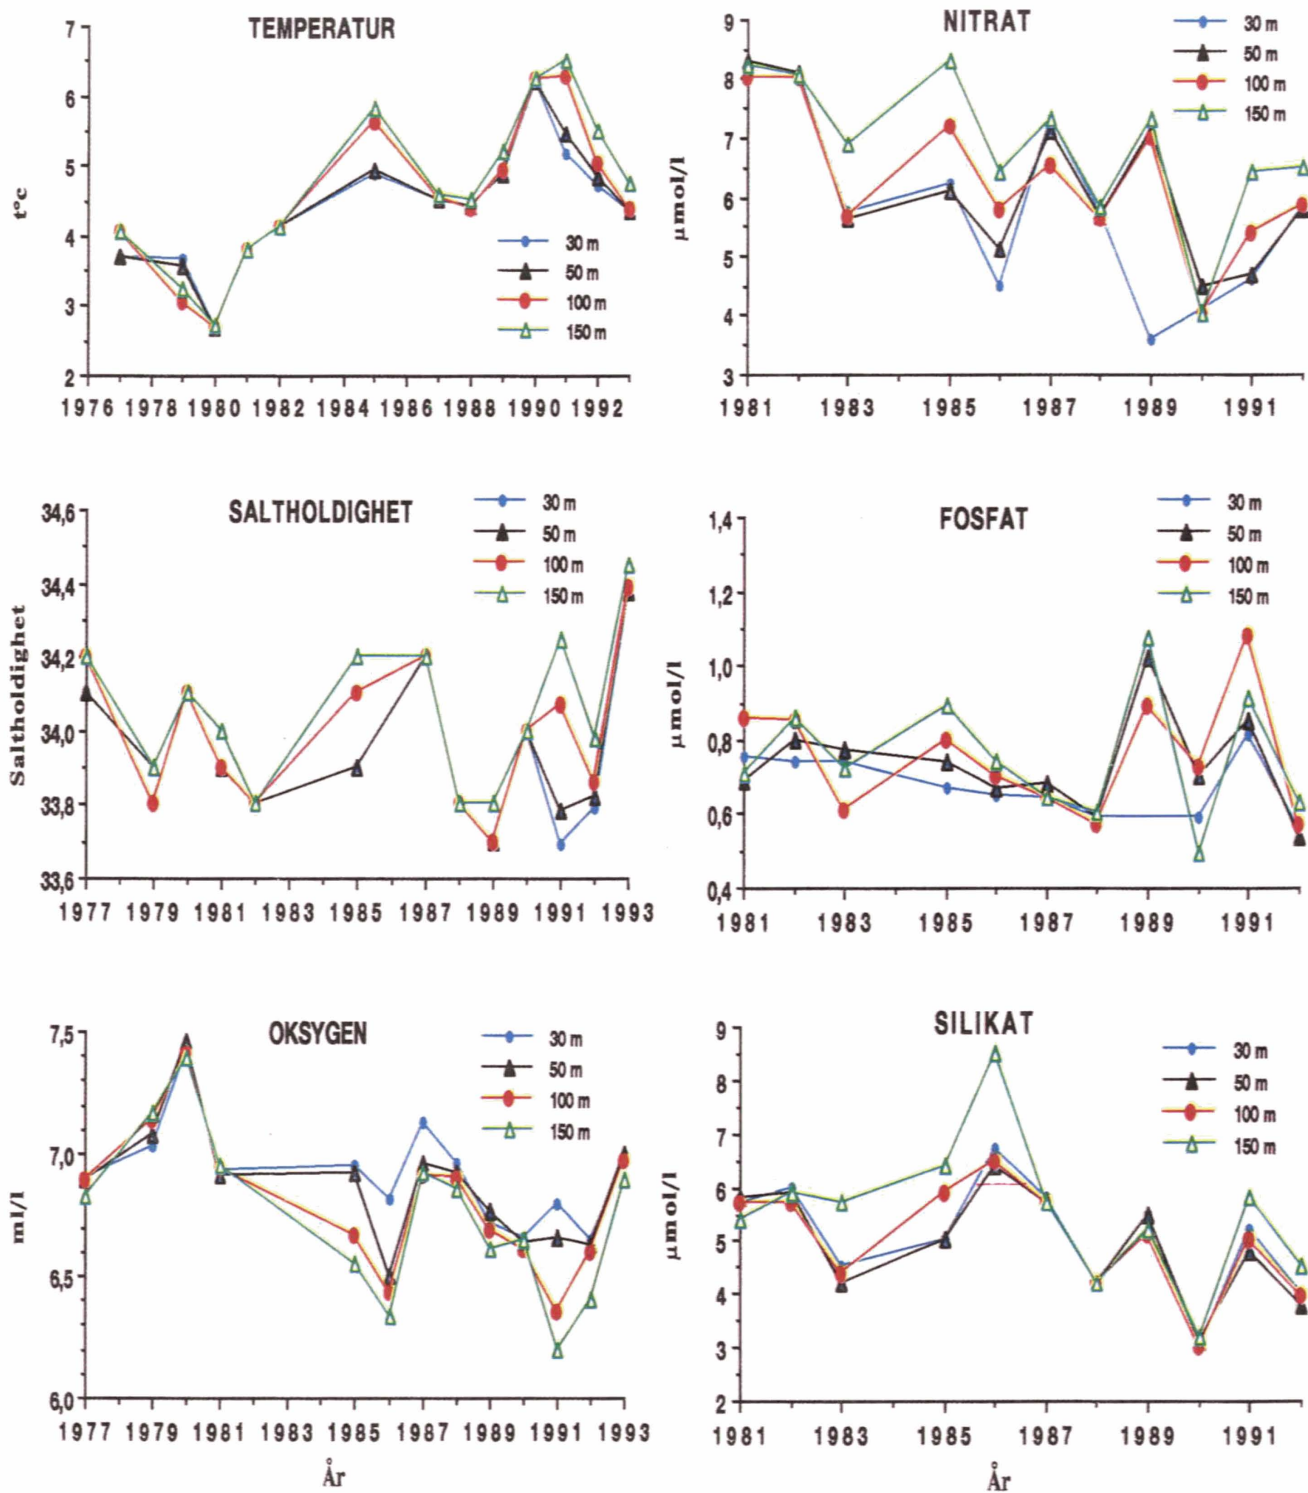 TEMPERATUR
7
6
5
4
3
2
t°c
30 m
50 m
100 m
150 m
1976 1978 1980 1982 1984 1986 1988 1990 1992
NITRAT
9
8
7
6
5
4
3
µmol/l
30 m
50 m
100 m
150 m
1981 1983 1985 1987 1989 1991
SALTHOLDIGHET
34,6
34,4
34,2
34,0
33,8
33,6
Saltholdighet
30 m
50 m
100 m
150 m
1977 1979 1981 1983 1985 1987 1989 1991 1993
FOSFAT
1,4
1,2
1,0
0,8
0,6
0,4
µmol/l
30 m
50 m
100 m
150 m
1981 1983 1985 1987 1989 1991
OKSYGEN
7,5
7,0
6,5
6,0
ml/l
30 m
50 m
100 m
150 m
1977 1979 1981 1983 1985 1987 1989 1991 1993
År
SILIKAT
9
8
7
6
5
4
3
2
µmol/l
30 m
50 m
100 m
150 m
1981 1983 1985 1987 1989 1991
År